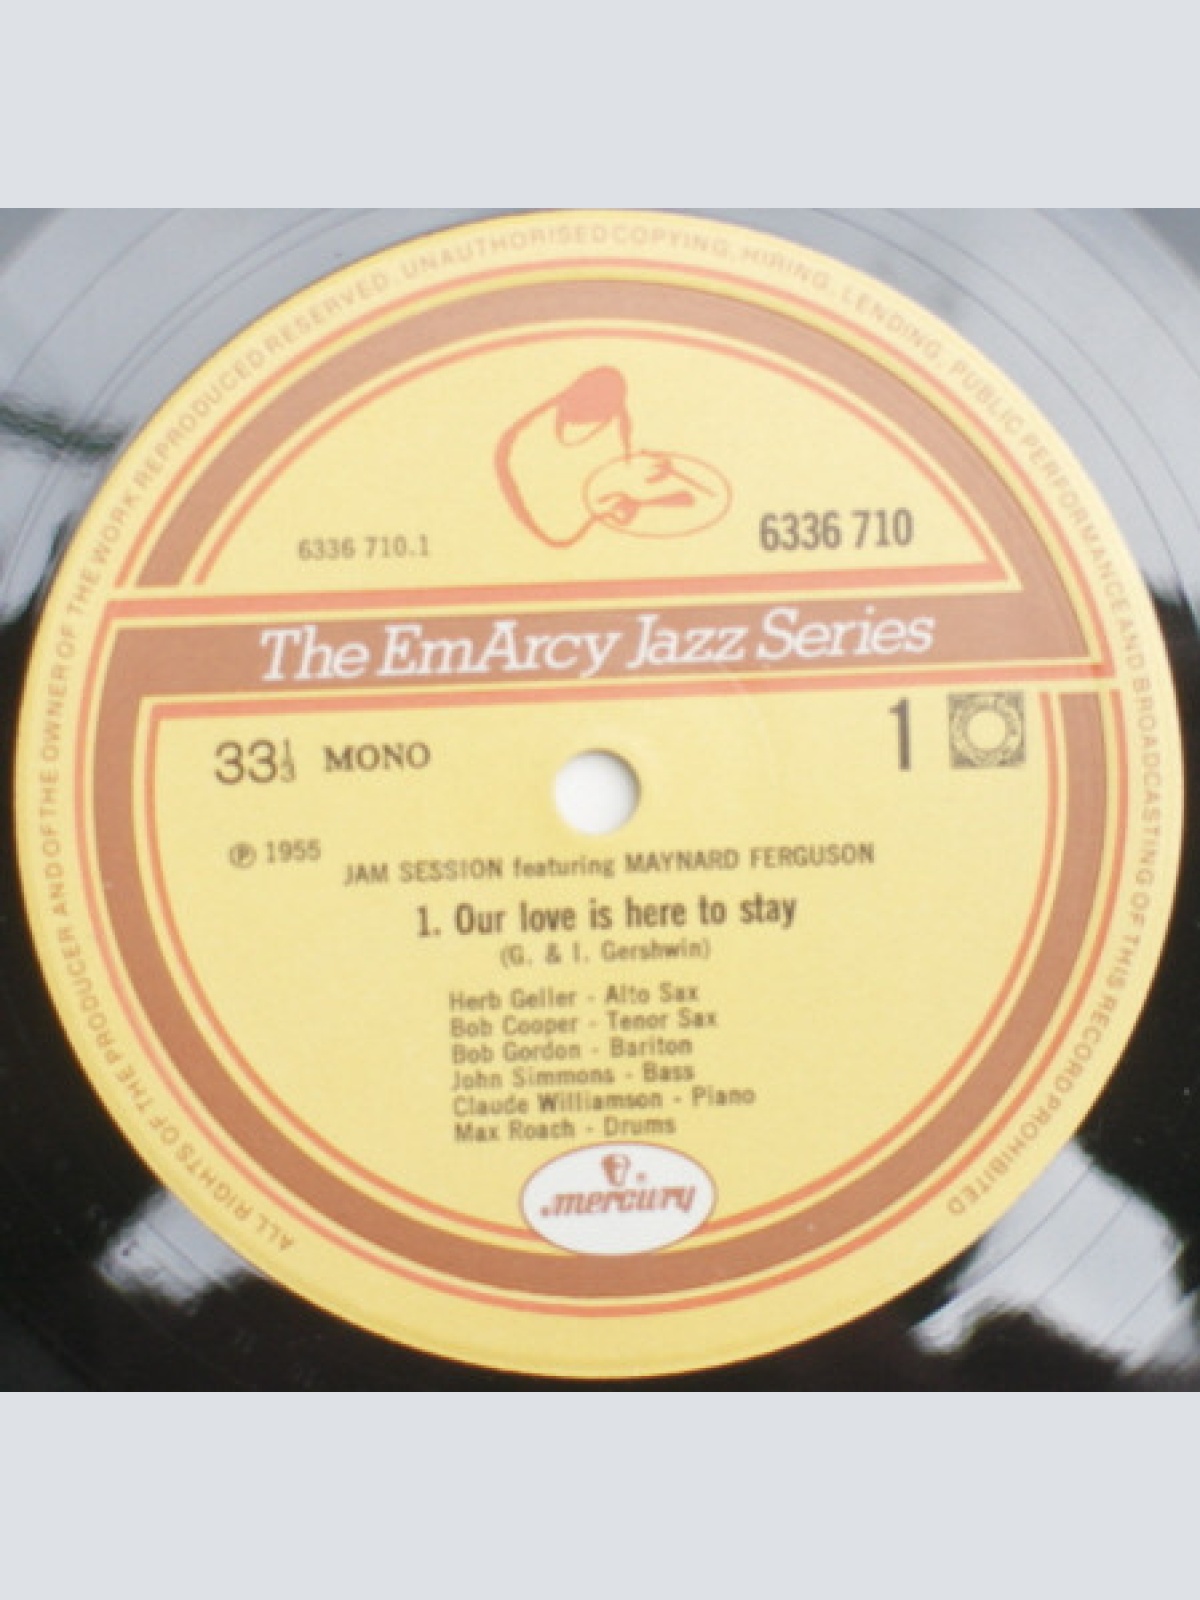 ALL RIGHTS OF THE PRODUCER AND OF THE OWNER OF THE WORK REPRODUCED RESERVED. UNAUTHORISED COPYING, HIRING, LENDING, PUBLIC PERFORMANCE AND BROADCASTING OF THIS RECORD PROHIBITED
6336 710.1
6336 710
The EmArcy Jazz Series
33 1/3 MONO
1
℗ 1955
JAM SESSION featuring MAYNARD FERGUSON
1. Our love is here to stay
(G. & I. Gershwin)
Herb Geller - Alto Sax
Bob Cooper - Tenor Sax
Bob Gordon - Bariton
John Simmons - Bass
Claude Williamson - Piano
Max Roach - Drums
mercury